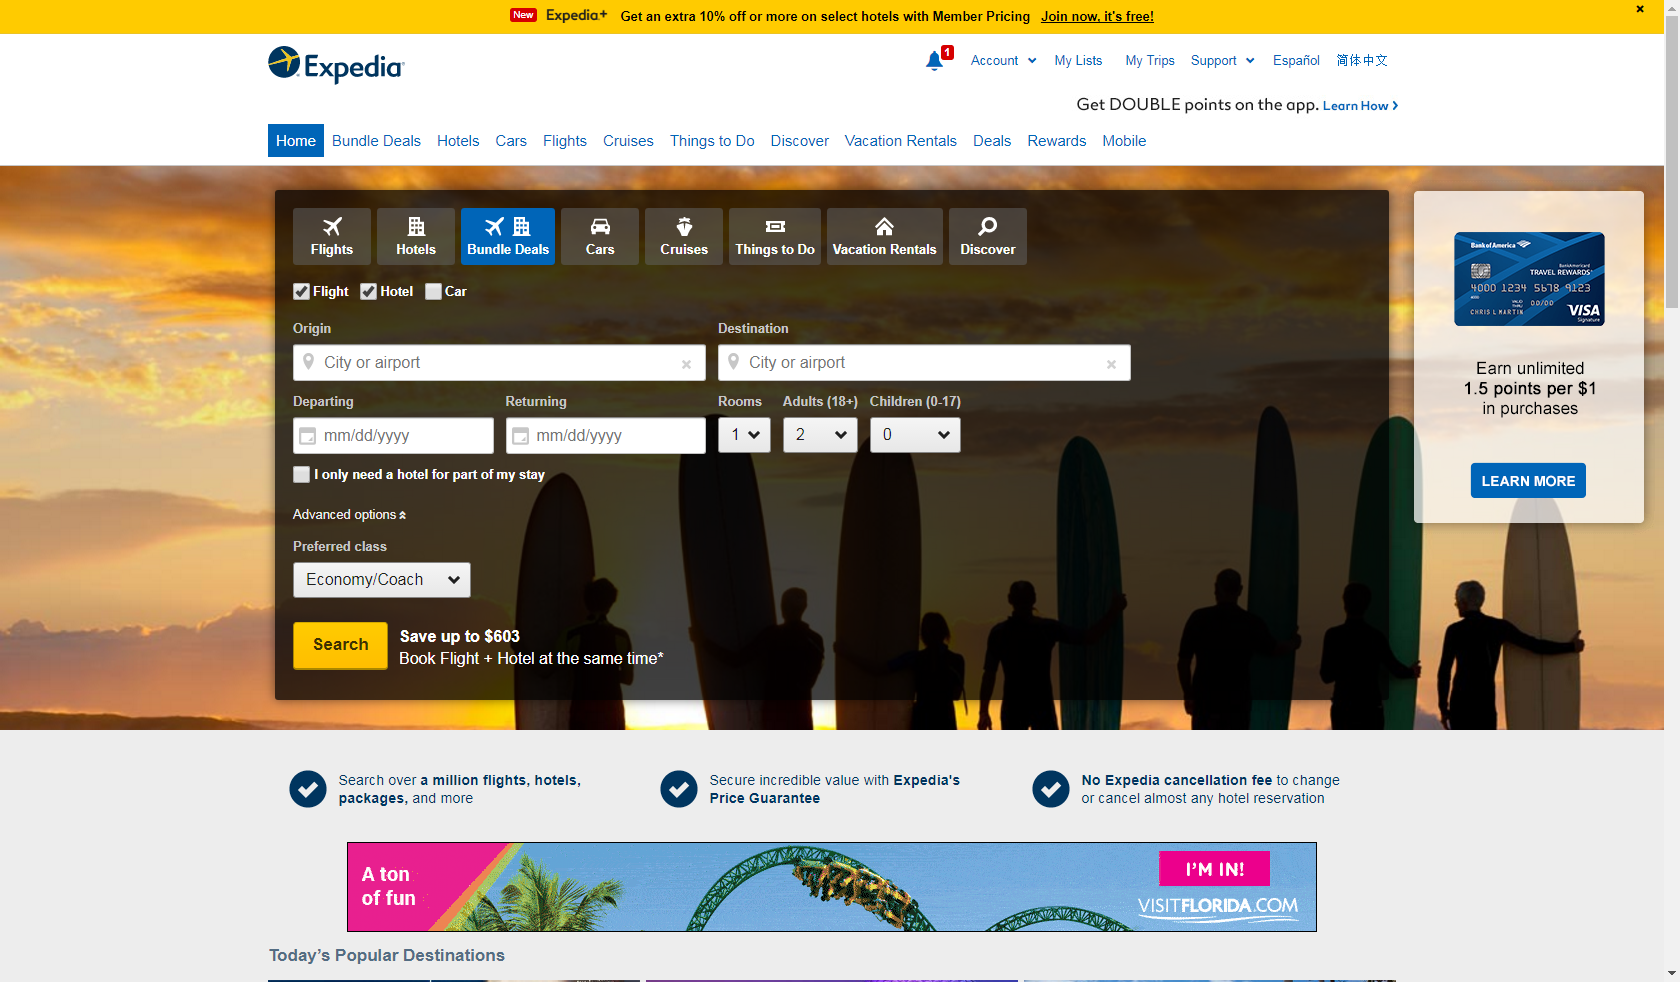 New Expedia+ Get an extra 10% off or more on select hotels with Member Pricing Join now, it's free!
Expedia
1 Account My Lists My Trips Support Español 简体中文
Get DOUBLE points on the app. Learn How
Home Bundle Deals Hotels Cars Flights Cruises Things to Do Discover Vacation Rentals Deals Rewards Mobile
Flights Hotels Bundle Deals Cars Cruises Things to Do Vacation Rentals Discover
Flight Hotel Car
Origin Destination
City or airport City or airport
Departing Returning Rooms Adults (18+) Children (0-17)
mm/dd/yyyy mm/dd/yyyy 1 2 0
I only need a hotel for part of my stay
Advanced options
Preferred class
Economy/Coach
Search
Save up to $603
Book Flight + Hotel at the same time*
Bank of America
BankAmericard
TRAVEL REWARDS
4000 1234 5678 9123
4000
VALID THRU 00/00
CHRIS L MARTIN
VISA
Signature
Earn unlimited
1.5 points per $1
in purchases
LEARN MORE
Search over a million flights, hotels,
packages, and more
Secure incredible value with Expedia's
Price Guarantee
No Expedia cancellation fee to change
or cancel almost any hotel reservation
A ton
of fun
I'M IN!
VISITFLORIDA.COM
Today's Popular Destinations